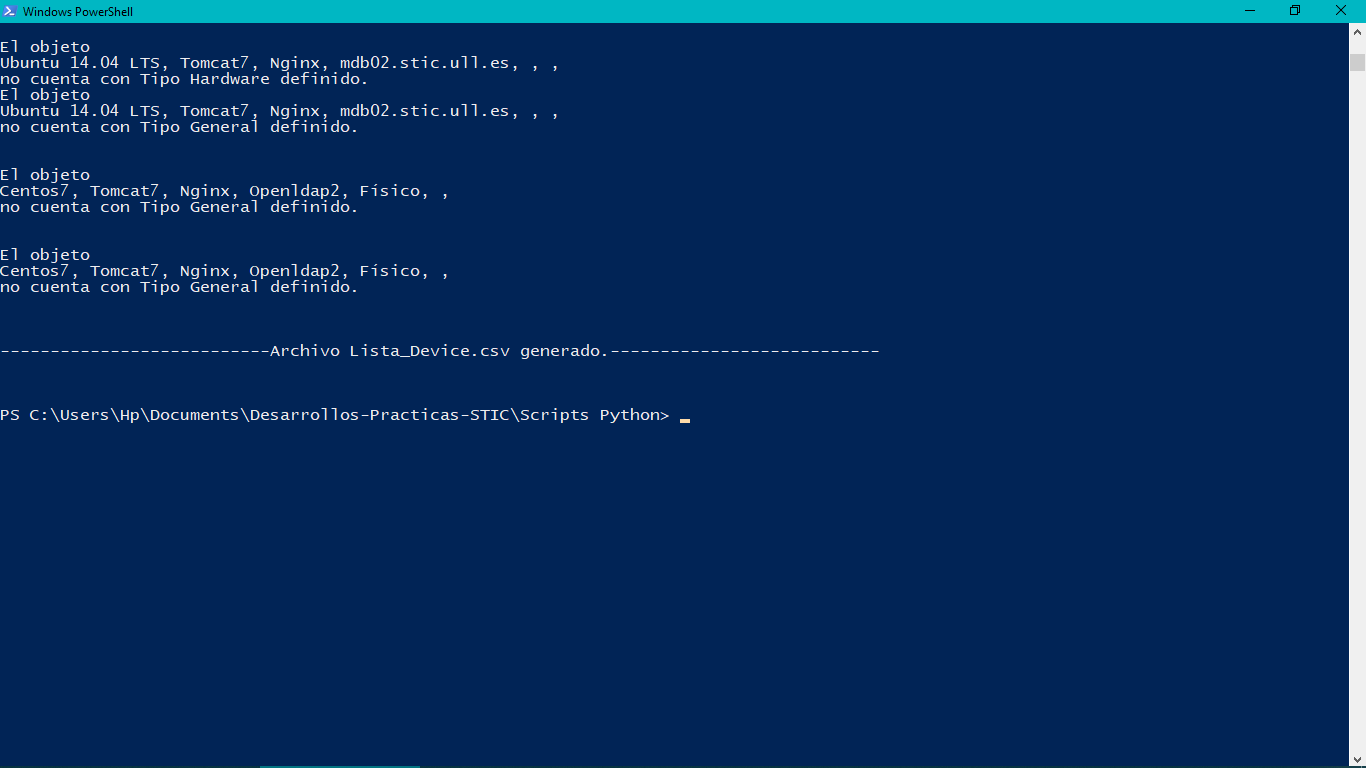 Windows PowerShell
El objeto
Ubuntu 14.04 LTS, Tomcat7, Nginx, mdb02.stic.ull.es, , ,
no cuenta con Tipo Hardware definido.
El objeto
Ubuntu 14.04 LTS, Tomcat7, Nginx, mdb02.stic.ull.es, , ,
no cuenta con Tipo General definido.
El objeto
Centos7, Tomcat7, Nginx, Openldap2, Físico, ,
no cuenta con Tipo General definido.
El objeto
Centos7, Tomcat7, Nginx, Openldap2, Físico, ,
no cuenta con Tipo General definido.
---------------------------Archivo Lista_Device.csv generado.---------------------------
PS C:\Users\Hp\Documents\Desarrollos-Practicas-STIC\Scripts Python> _